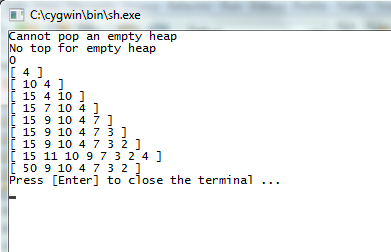 C:\cygwin\bin\sh.exe
Cannot pop an empty heap
No top for empty heap
0
[ 4 ]
[ 10 4 ]
[ 15 4 10 ]
[ 15 7 10 4 ]
[ 15 9 10 4 7 ]
[ 15 9 10 4 7 3 ]
[ 15 9 10 4 7 3 2 ]
[ 15 11 10 9 7 3 2 4 ]
[ 50 9 10 4 7 3 2 ]
Press [Enter] to close the terminal ...